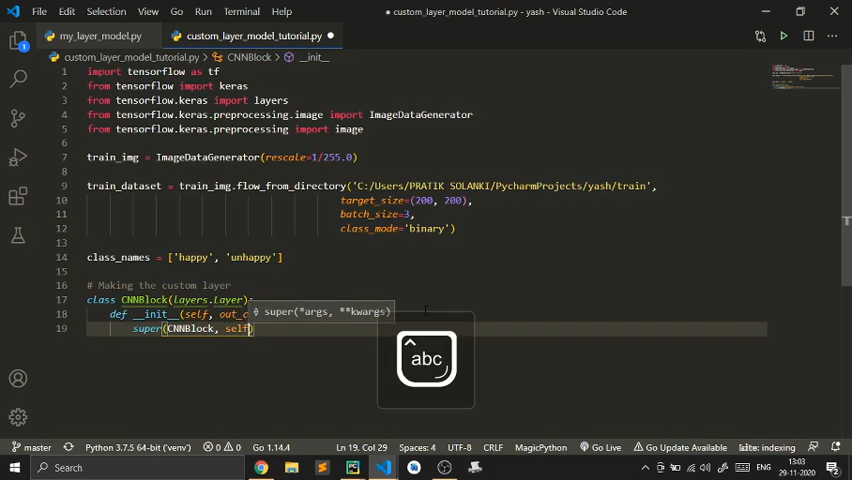 File Edit Selection View Go Run Terminal Help
custom_layer_model_tutorial.py - yash - Visual Studio Code
my_layer_model.py
custom_layer_model_tutorial.py
custom_layer_model_tutorial.py > CNNBlock > __init__
1 import tensorflow as tf
2 from tensorflow import keras
3 from tensorflow.keras import layers
4 from tensorflow.keras.preprocessing.image import ImageDataGenerator
5 from tensorflow.keras.preprocessing import image
6
7 train_img = ImageDataGenerator(rescale=1/255.0)
8
9 train_dataset = train_img.flow_from_directory('C:/Users/PRATIK SOLANKI/PycharmProjects/yash/train',
10 target_size=(200, 200),
11 batch_size=3,
12 class_mode='binary')
13
14 class_names = ['happy', 'unhappy']
15
16 # Making the custom layer
17 class CNNBlock(layers.Layer):
18 def __init__(self, out_c
super(*args, **kwargs)
19 super(CNNBlock, self)
abc
1
master Python 3.7.5 64-bit ('venv') 0 0 Go 1.14.4 Ln 19, Col 29 Spaces: 4 UTF-8 CRLF MagicPython Go Live Go Update Available Site: indexing
Search
ENG
13:03
29-11-2020
2